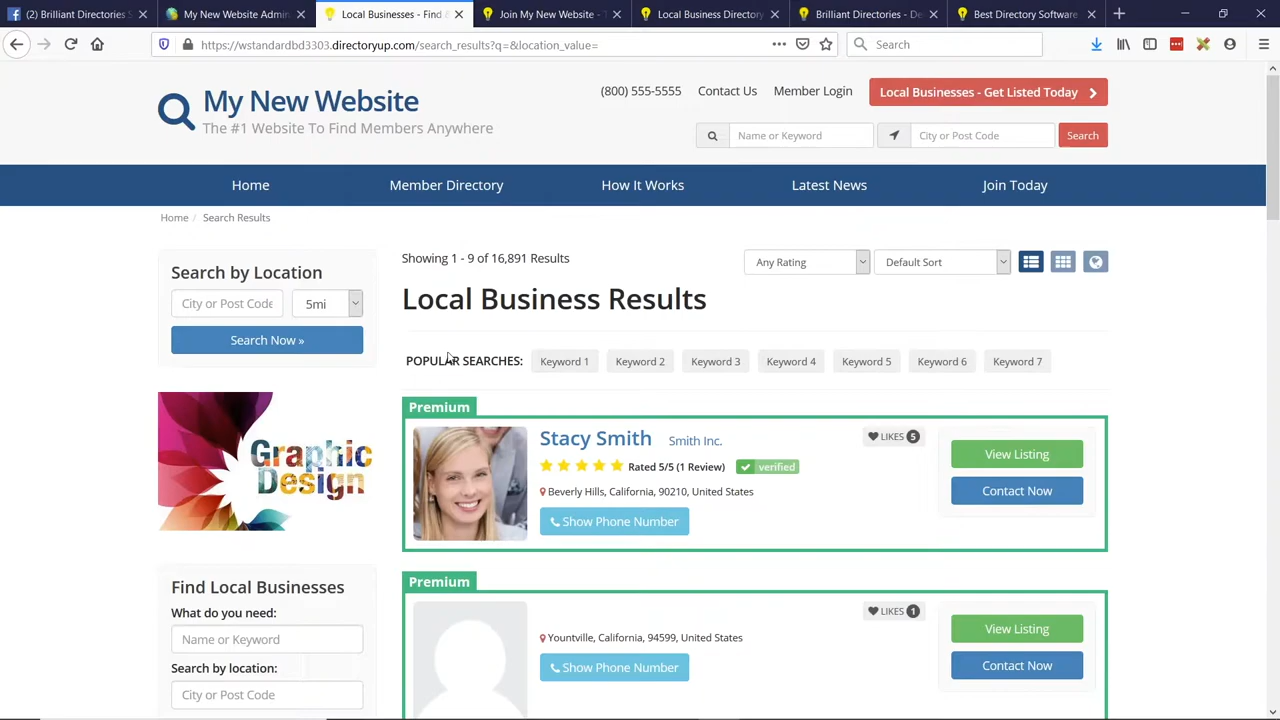 (2) Brilliant Directories S
My New Website Admin
Local Businesses - Find &
Join My New Website - T
Local Business Directory
Brilliant Directories - De
Best Directory Software
https://wstandardbd3303.directoryup.com/search_results?q=&location_value=
Search
My New Website
The #1 Website To Find Members Anywhere
(800) 555-5555
Contact Us
Member Login
Local Businesses - Get Listed Today
Name or Keyword
City or Post Code
Search
Home
Member Directory
How It Works
Latest News
Join Today
Home / Search Results
Search by Location
City or Post Code
5mi
Search Now »
Graphic
Design
Find Local Businesses
What do you need:
Name or Keyword
Search by location:
City or Post Code
Showing 1 - 9 of 16,891 Results
Any Rating
Default Sort
Local Business Results
POPULAR SEARCHES:
Keyword 1
Keyword 2
Keyword 3
Keyword 4
Keyword 5
Keyword 6
Keyword 7
Premium
Stacy Smith
Smith Inc.
LIKES 5
Rated 5/5 (1 Review)
verified
Beverly Hills, California, 90210, United States
Show Phone Number
View Listing
Contact Now
Premium
LIKES 1
Yountville, California, 94599, United States
Show Phone Number
View Listing
Contact Now